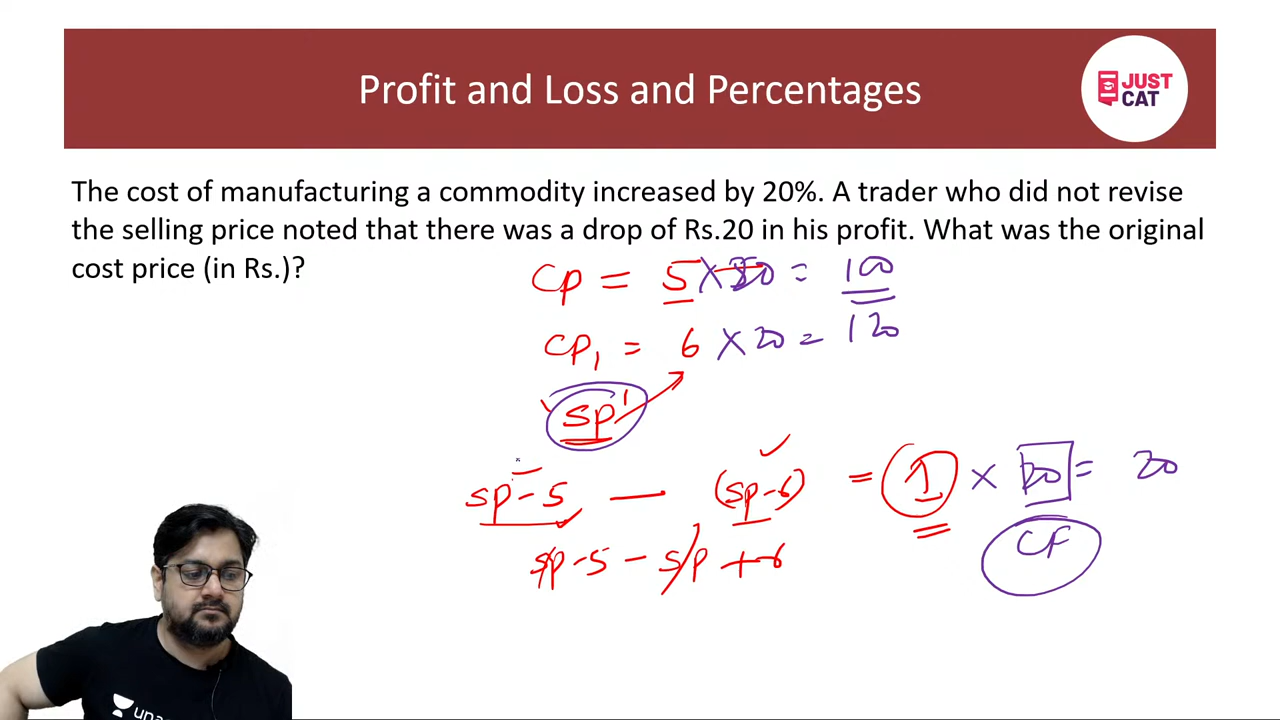 Profit and Loss and Percentages
JUST
CAT
The cost of manufacturing a commodity increased by 20%. A trader who did not revise
the selling price noted that there was a drop of Rs.20 in his profit. What was the original
cost price (in Rs.)?
CP = 5 × 20 = 100
CP₁ = 6 × 20 = 120
SP¹
SP - 5 — (SP - 6) = 1 × 20 = 20
SP - 5 - SP + 6
CF
una